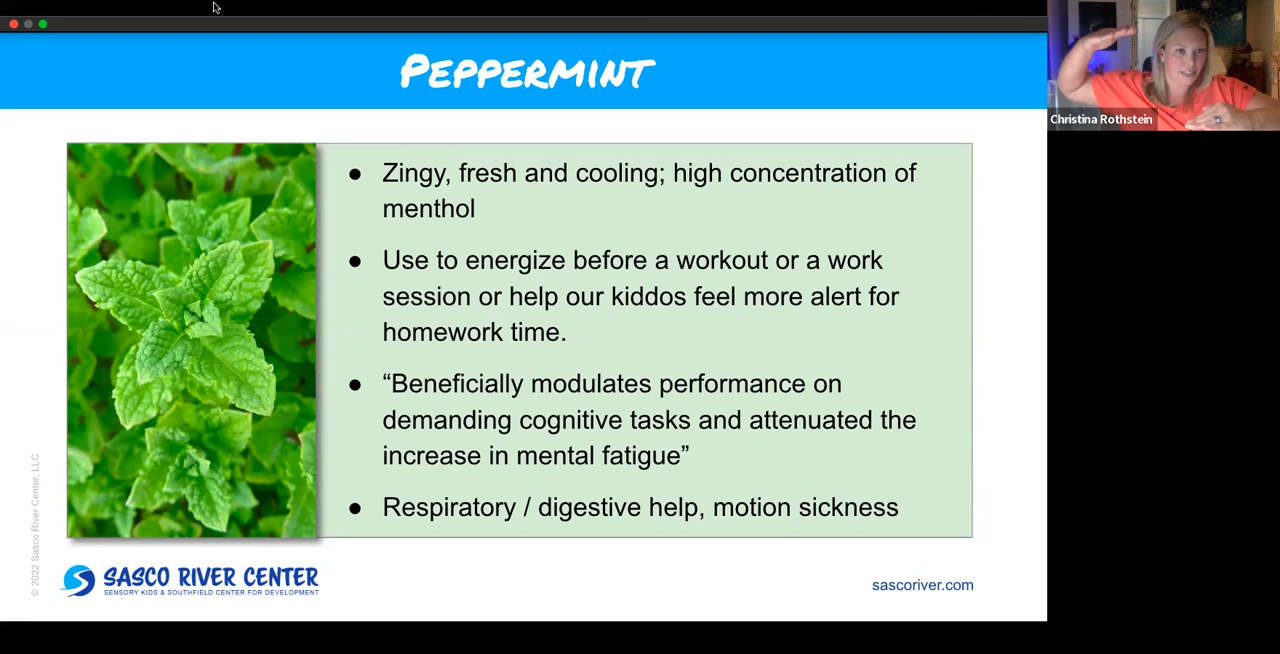 PEPPERMINT
Christina Rothstein
● Zingy, fresh and cooling; high concentration of
menthol
● Use to energize before a workout or a work
session or help our kiddos feel more alert for
homework time.
● “Beneficially modulates performance on
demanding cognitive tasks and attenuated the
increase in mental fatigue”
● Respiratory / digestive help, motion sickness
© 2022 Sasco River Center, LLC
SASCO RIVER CENTER
SENSORY KIDS & SOUTHFIELD CENTER FOR DEVELOPMENT
sascoriver.com